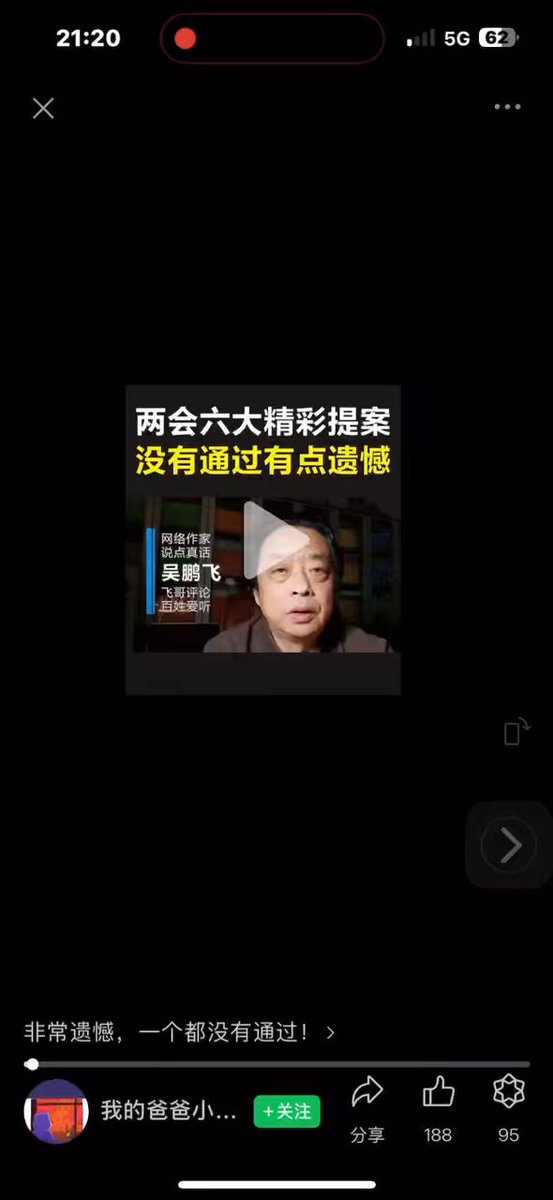 21:20
5G
62
两会六大精彩提案
没有通过有点遗憾
网络作家
说点真话
吴鹏飞
飞哥评论
百姓爱听
非常遗憾，一个都没有通过！
我的爸爸小...
+关注
分享
188
95